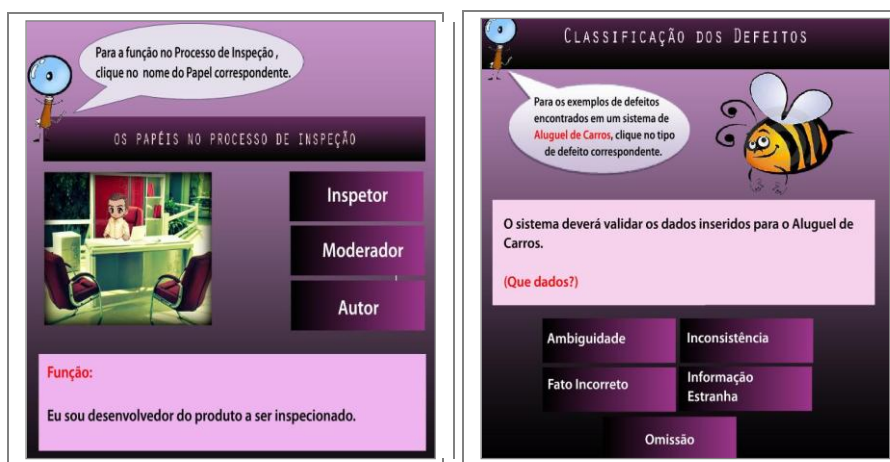 Para a função no Processo de Inspeção ,
clique no nome do Papel correspondente.
OS PAPÉIS NO PROCESSO DE INSPEÇÃO
Inspetor
Moderador
Autor
Função:
Eu sou desenvolvedor do produto a ser inspecionado.
CLASSIFICAÇÃO DOS DEFEITOS
Para os exemplos de defeitos
encontrados em um sistema de
Aluguel de Carros, clique no tipo
de defeito correspondente.
O sistema deverá validar os dados inseridos para o Aluguel de
Carros.
(Que dados?)
Ambiguidade
Inconsistência
Fato Incorreto
Informação
Estranha
Omissão